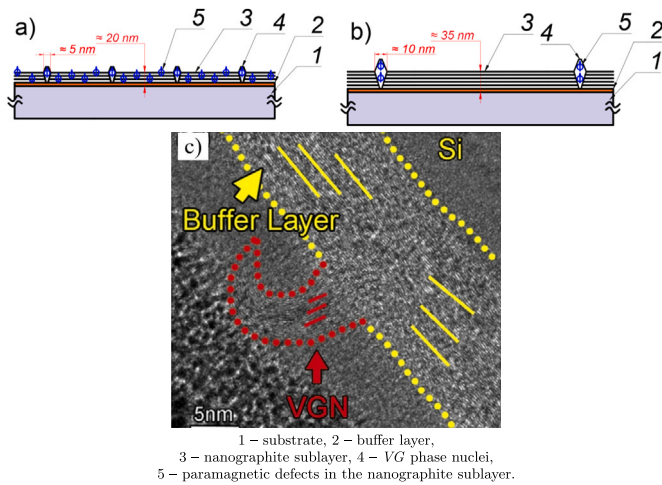 a)
≈ 20 nm
≈ 5 nm
5
3
4
2
1
b)
≈ 35 nm
≈ 10 nm
3
4
5
2
1
c)
Si
Buffer Layer
VGN
5nm
1 – substrate, 2 – buffer layer,
3 – nanographite sublayer, 4 – VG phase nuclei,
5 – paramagnetic defects in the nanographite sublayer.